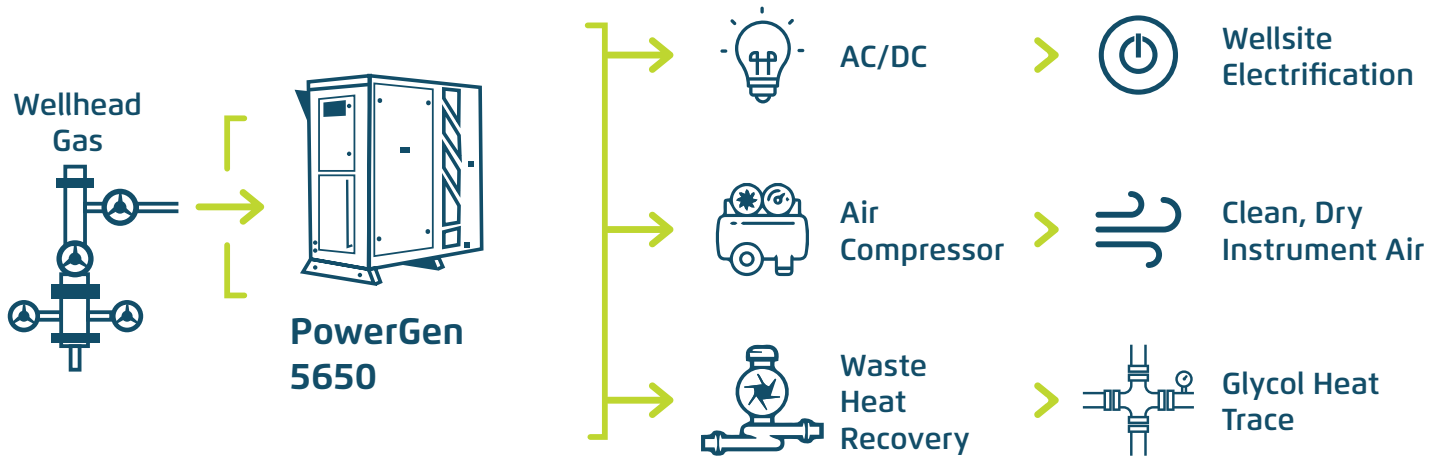 Wellhead
Gas
PowerGen
5650
AC/DC
Wellsite
Electrification
Air
Compressor
Clean, Dry
Instrument Air
Waste
Heat
Recovery
Glycol Heat
Trace